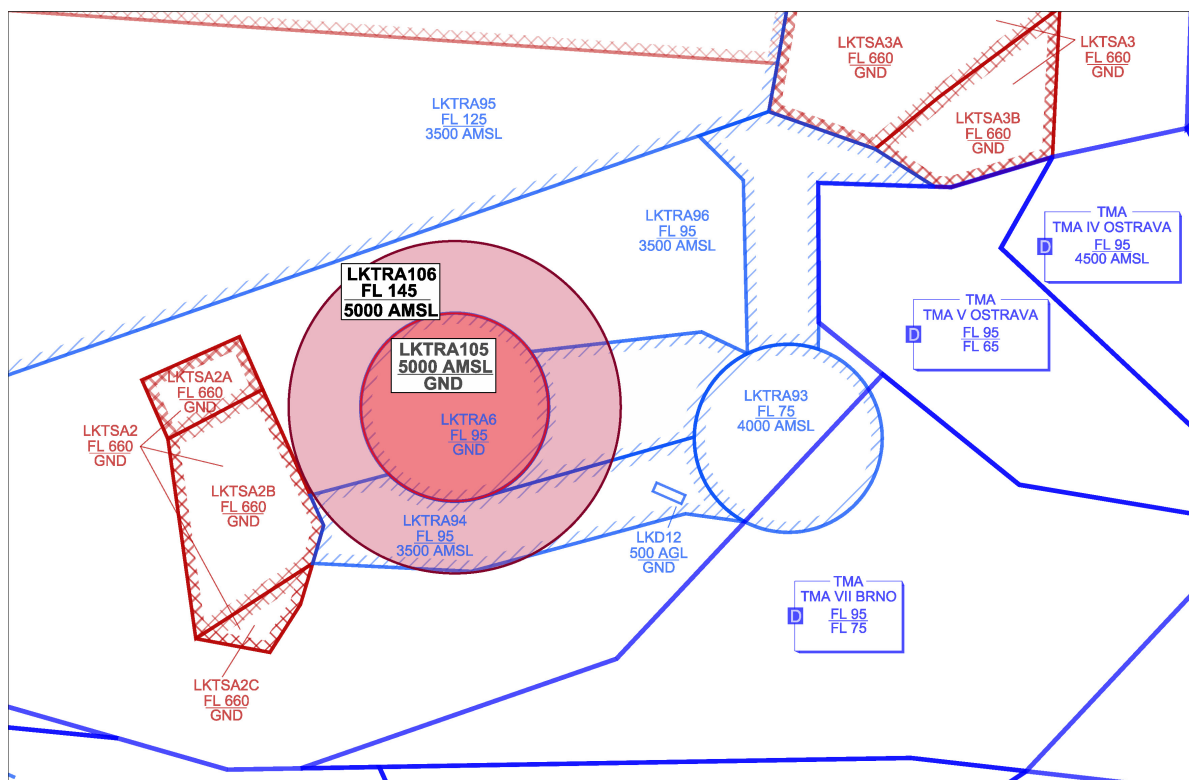 LKTSA3A
FL 660
GND
LKTSA3
FL 660
GND
LKTRA95
FL 125
3500 AMSL
LKTSA3B
FL 660
GND
LKTRA96
FL 95
3500 AMSL
TMA
TMA IV OSTRAVA
D
FL 95
4500 AMSL
LKTRA106
FL 145
5000 AMSL
TMA
TMA V OSTRAVA
D
FL 95
FL 65
LKTRA105
5000 AMSL
GND
LKTSA2A
FL 660
GND
LKTRA93
FL 75
4000 AMSL
LKTRA6
FL 95
GND
LKTSA2
FL 660
GND
LKTSA2B
FL 660
GND
LKTRA94
FL 95
3500 AMSL
LKD12
500 AGL
GND
TMA
TMA VII BRNO
D
FL 95
FL 75
LKTSA2C
FL 660
GND